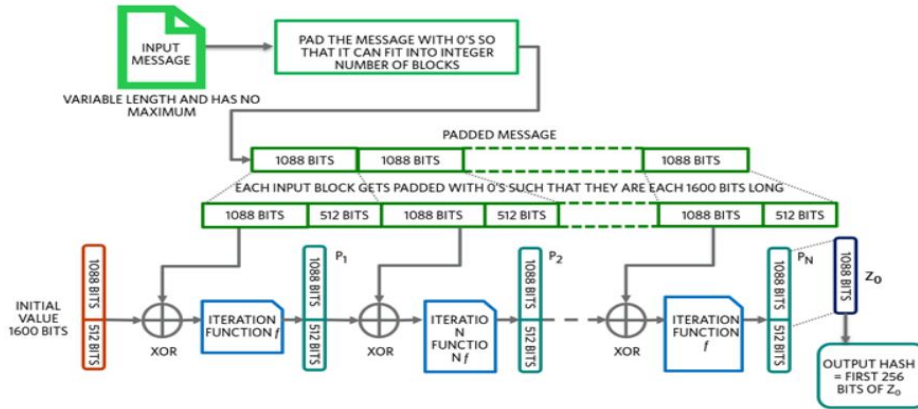 INPUT
MESSAGE
PAD THE MESSAGE WITH 0'S SO
THAT IT CAN FIT INTO INTEGER
NUMBER OF BLOCKS
VARIABLE LENGTH AND HAS NO
MAXIMUM
PADDED MESSAGE
1088 BITS
1088 BITS
1088 BITS
EACH INPUT BLOCK GETS PADDED WITH 0'S SUCH THAT THEY ARE EACH 1600 BITS LONG
1088 BITS
512 BITS
1088 BITS
512 BITS
1088 BITS
512 BITS
INITIAL
VALUE
1600 BITS
1088 BITS
512 BITS
XOR
ITERATION
FUNCTION f
P1
1088 BITS
512 BITS
XOR
ITERATIO
N
FUNCTIO
N f
P2
1088 BITS
512 BITS
XOR
ITERATION
FUNCTION
f
PN
1088 BITS
512 BITS
1088 BITS
Z0
OUTPUT HASH
= FIRST 256
BITS OF Z0